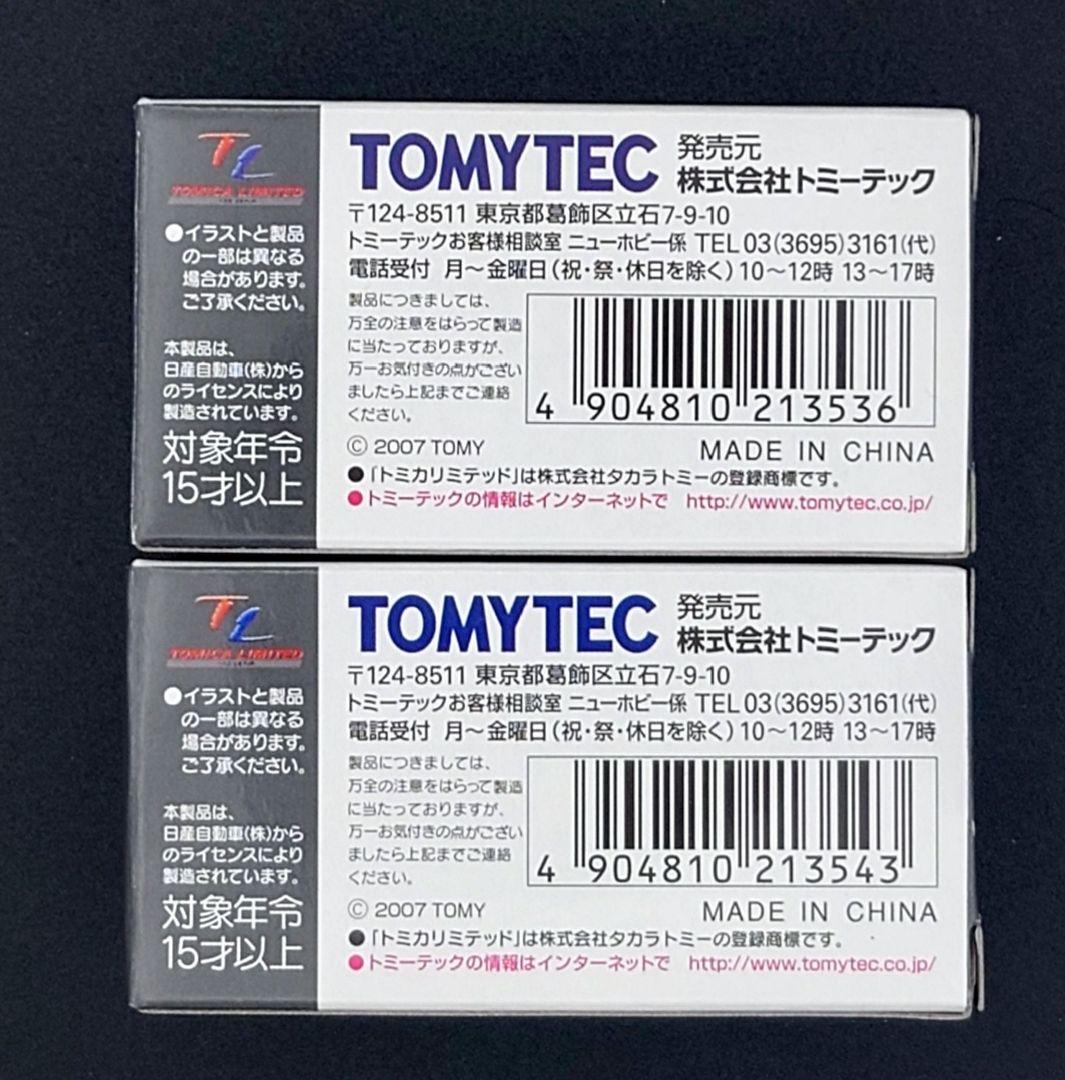 TL
TOMICA LIMITED
●イラストと製品
の一部は異なる
場合があります。
ご了承ください。
本製品は、
日産自動車(株)から
のライセンスにより
製造されています。
対象年令
15才以上
TOMYTEC
発売元
株式会社トミーテック
〒124-8511 東京都葛飾区立石7-9-10
トミーテックお客様相談室 ニューホビー係 TEL 03(3695)3161(代)
電話受付 月〜金曜日(祝・祭・休日を除く) 10〜12時 13〜17時
製品につきましては、
万全の注意をはらって製造
に当たっておりますが、
万一お気付きの点がござい
ましたら上記までご連絡
ください。
4 904810 213536
© 2007 TOMY
MADE IN CHINA
●「トミカリミテッド」は株式会社タカラトミーの登録商標です。
●トミーテックの情報はインターネットで http://www.tomytec.co.jp/
TL
TOMICA LIMITED
●イラストと製品
の一部は異なる
場合があります。
ご了承ください。
本製品は、
日産自動車(株)から
のライセンスにより
製造されています。
対象年令
15才以上
TOMYTEC
発売元
株式会社トミーテック
〒124-8511 東京都葛飾区立石7-9-10
トミーテックお客様相談室 ニューホビー係 TEL 03(3695)3161(代)
電話受付 月〜金曜日(祝・祭・休日を除く) 10〜12時 13〜17時
製品につきましては、
万全の注意をはらって製造
に当たっておりますが、
万一お気付きの点がござい
ましたら上記までご連絡
ください。
4 904810 213543
© 2007 TOMY
MADE IN CHINA
●「トミカリミテッド」は株式会社タカラトミーの登録商標です。
●トミーテックの情報はインターネットで http://www.tomytec.co.jp/